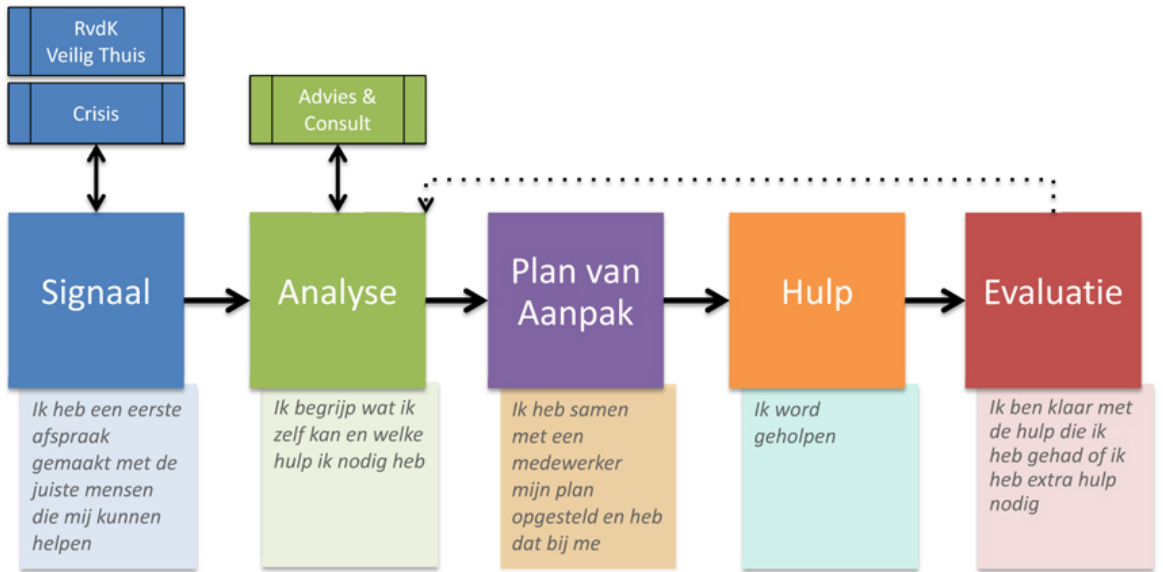 RvdK
Veilig Thuis
Crisis
Advies &
Consult
Signaal
Analyse
Plan van
Aanpak
Hulp
Evaluatie
Ik heb een eerste
afspraak
gemaakt met de
juiste mensen
die mij kunnen
helpen
Ik begrijp wat ik
zelf kan en welke
hulp ik nodig heb
Ik heb samen
met een
medewerker
mijn plan
opgesteld en heb
dat bij me
Ik word
geholpen
Ik ben klaar met
de hulp die ik
heb gehad of ik
heb extra hulp
nodig